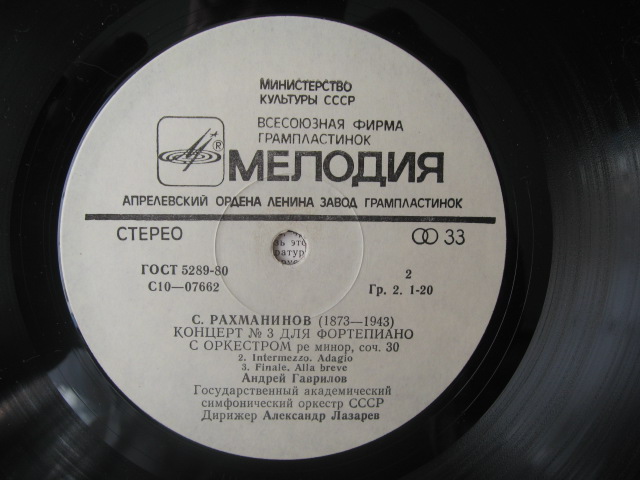 МИНИСТЕРСТВО
КУЛЬТУРЫ СССР
ВСЕСОЮЗНАЯ ФИРМА
ГРАМПЛАСТИНОК
®
МЕЛОДИЯ
АПРЕЛЕВСКИЙ ОРДЕНА ЛЕНИНА ЗАВОД ГРАМПЛАСТИНОК
СТЕРЕО 33
ГОСТ 5289-80 2
С10—07662 Гр. 2. 1-20
С. РАХМАНИНОВ (1873—1943)
КОНЦЕРТ № 3 ДЛЯ ФОРТЕПИАНО
С ОРКЕСТРОМ ре минор, соч. 30
2. Intermezzo. Adagio
3. Finale. Alla breve
Андрей Гаврилов
Государственный академический
симфонический оркестр СССР
Дирижер Александр Лазарев